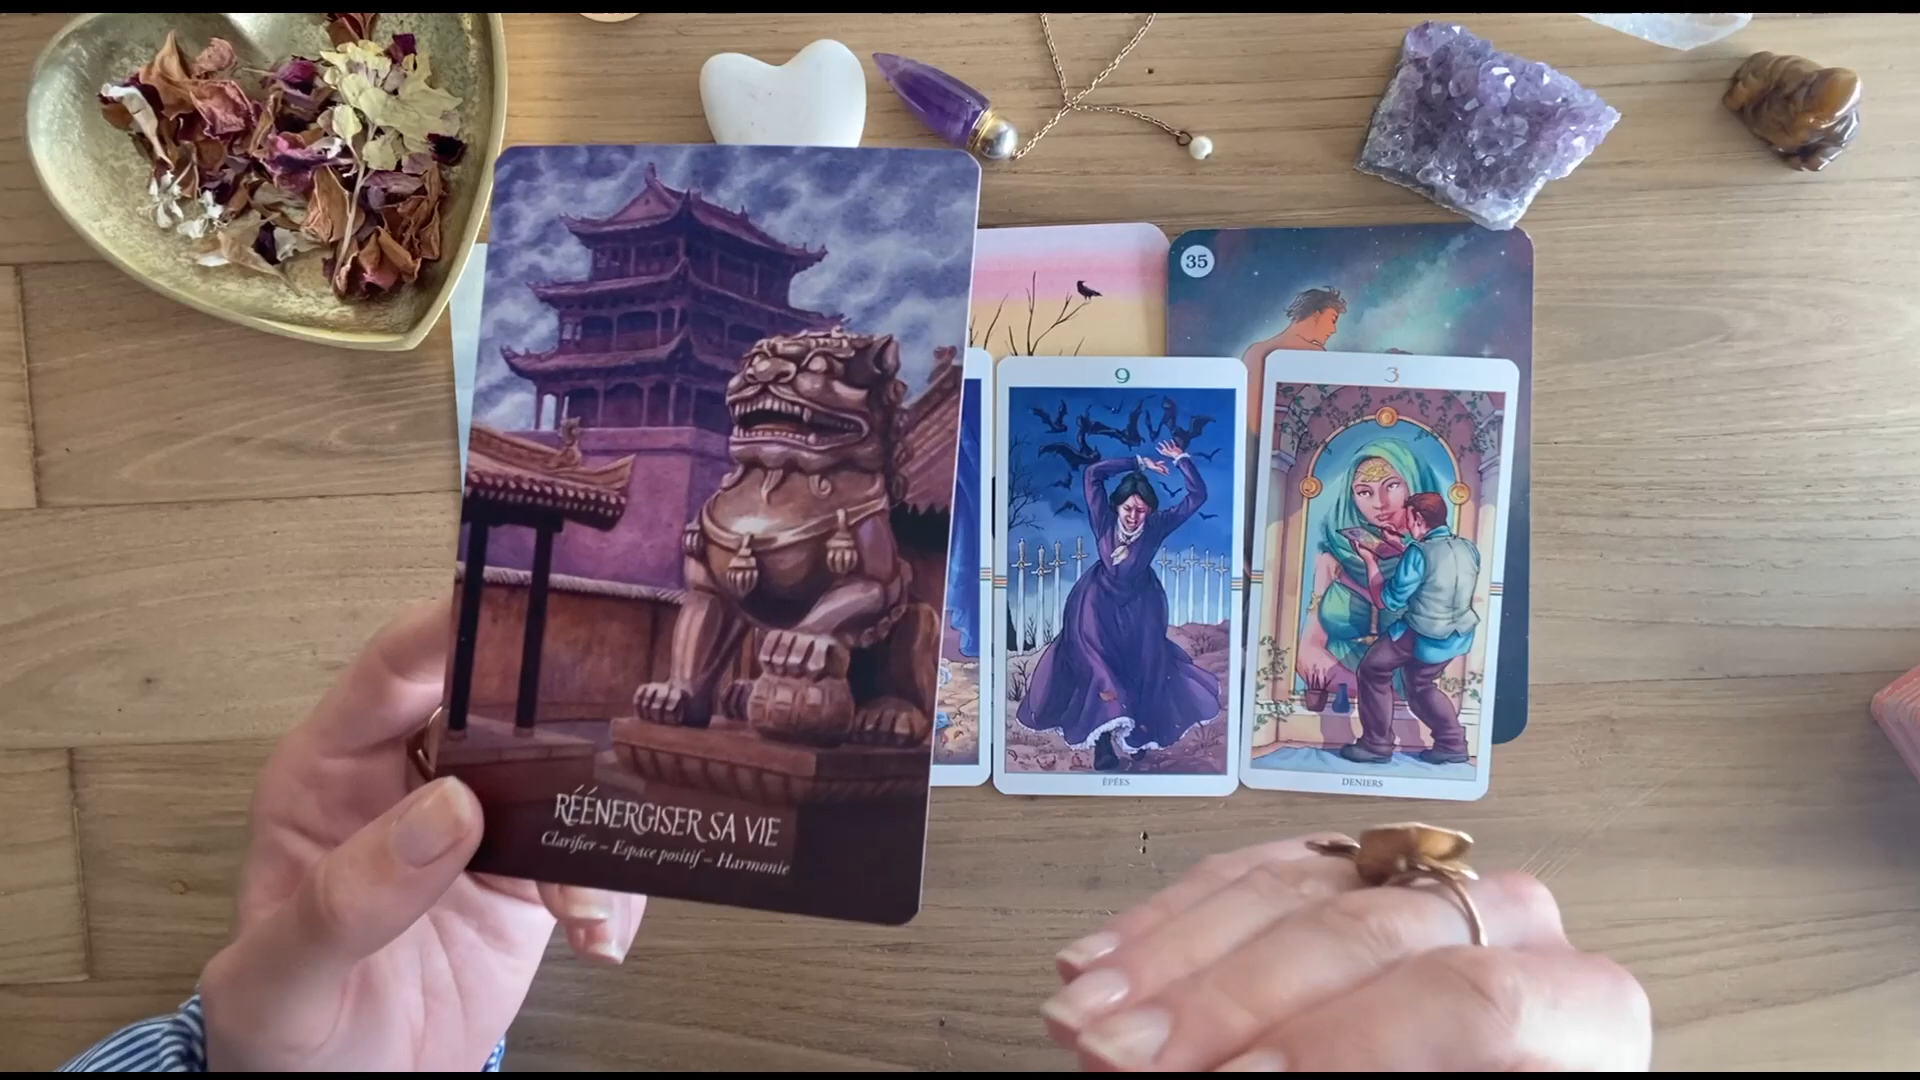 35
9
3
ÉPÉES
DENIERS
RÉÉNERGISER SA VIE
Clarifier – Espace positif – Harmonie